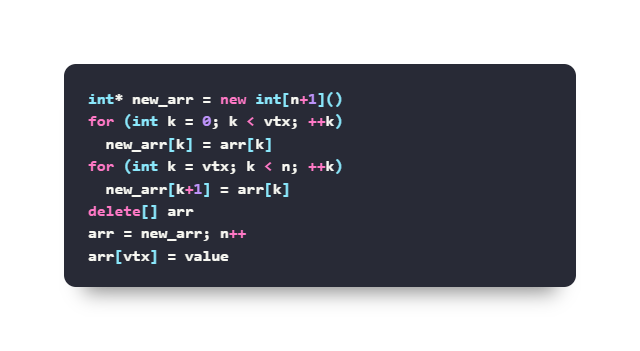 int* new_arr = new int[n+1]()
for (int k = 0; k < vtx; ++k)
  new_arr[k] = arr[k]
for (int k = vtx; k < n; ++k)
  new_arr[k+1] = arr[k]
delete[] arr
arr = new_arr; n++
arr[vtx] = value